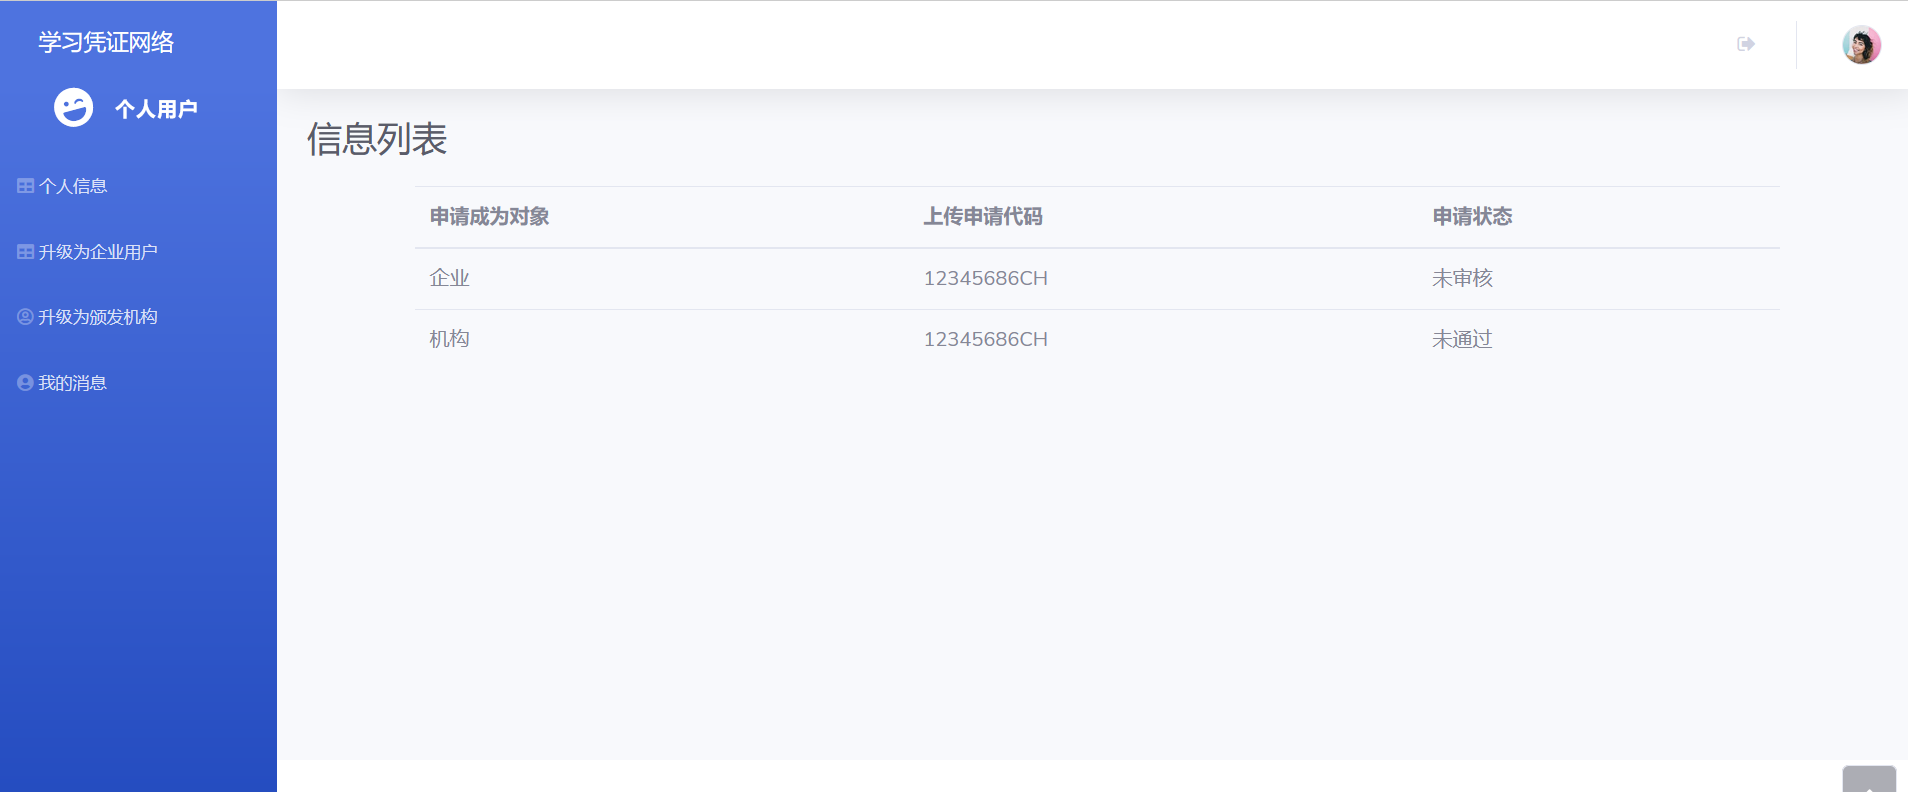 学习凭证网络
个人用户
个人信息
升级为企业用户
升级为颁发机构
我的消息
信息列表
申请成为对象 上传申请代码 申请状态
企业 12345686CH 未审核
机构 12345686CH 未通过